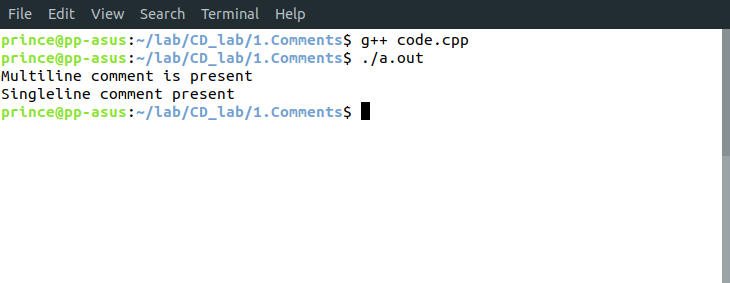 File Edit View Search Terminal Help
prince@pp-asus:~/lab/CD_lab/1.Comments$ g++ code.cpp
prince@pp-asus:~/lab/CD_lab/1.Comments$ ./a.out
Multiline comment is present
Singleline comment present
prince@pp-asus:~/lab/CD_lab/1.Comments$